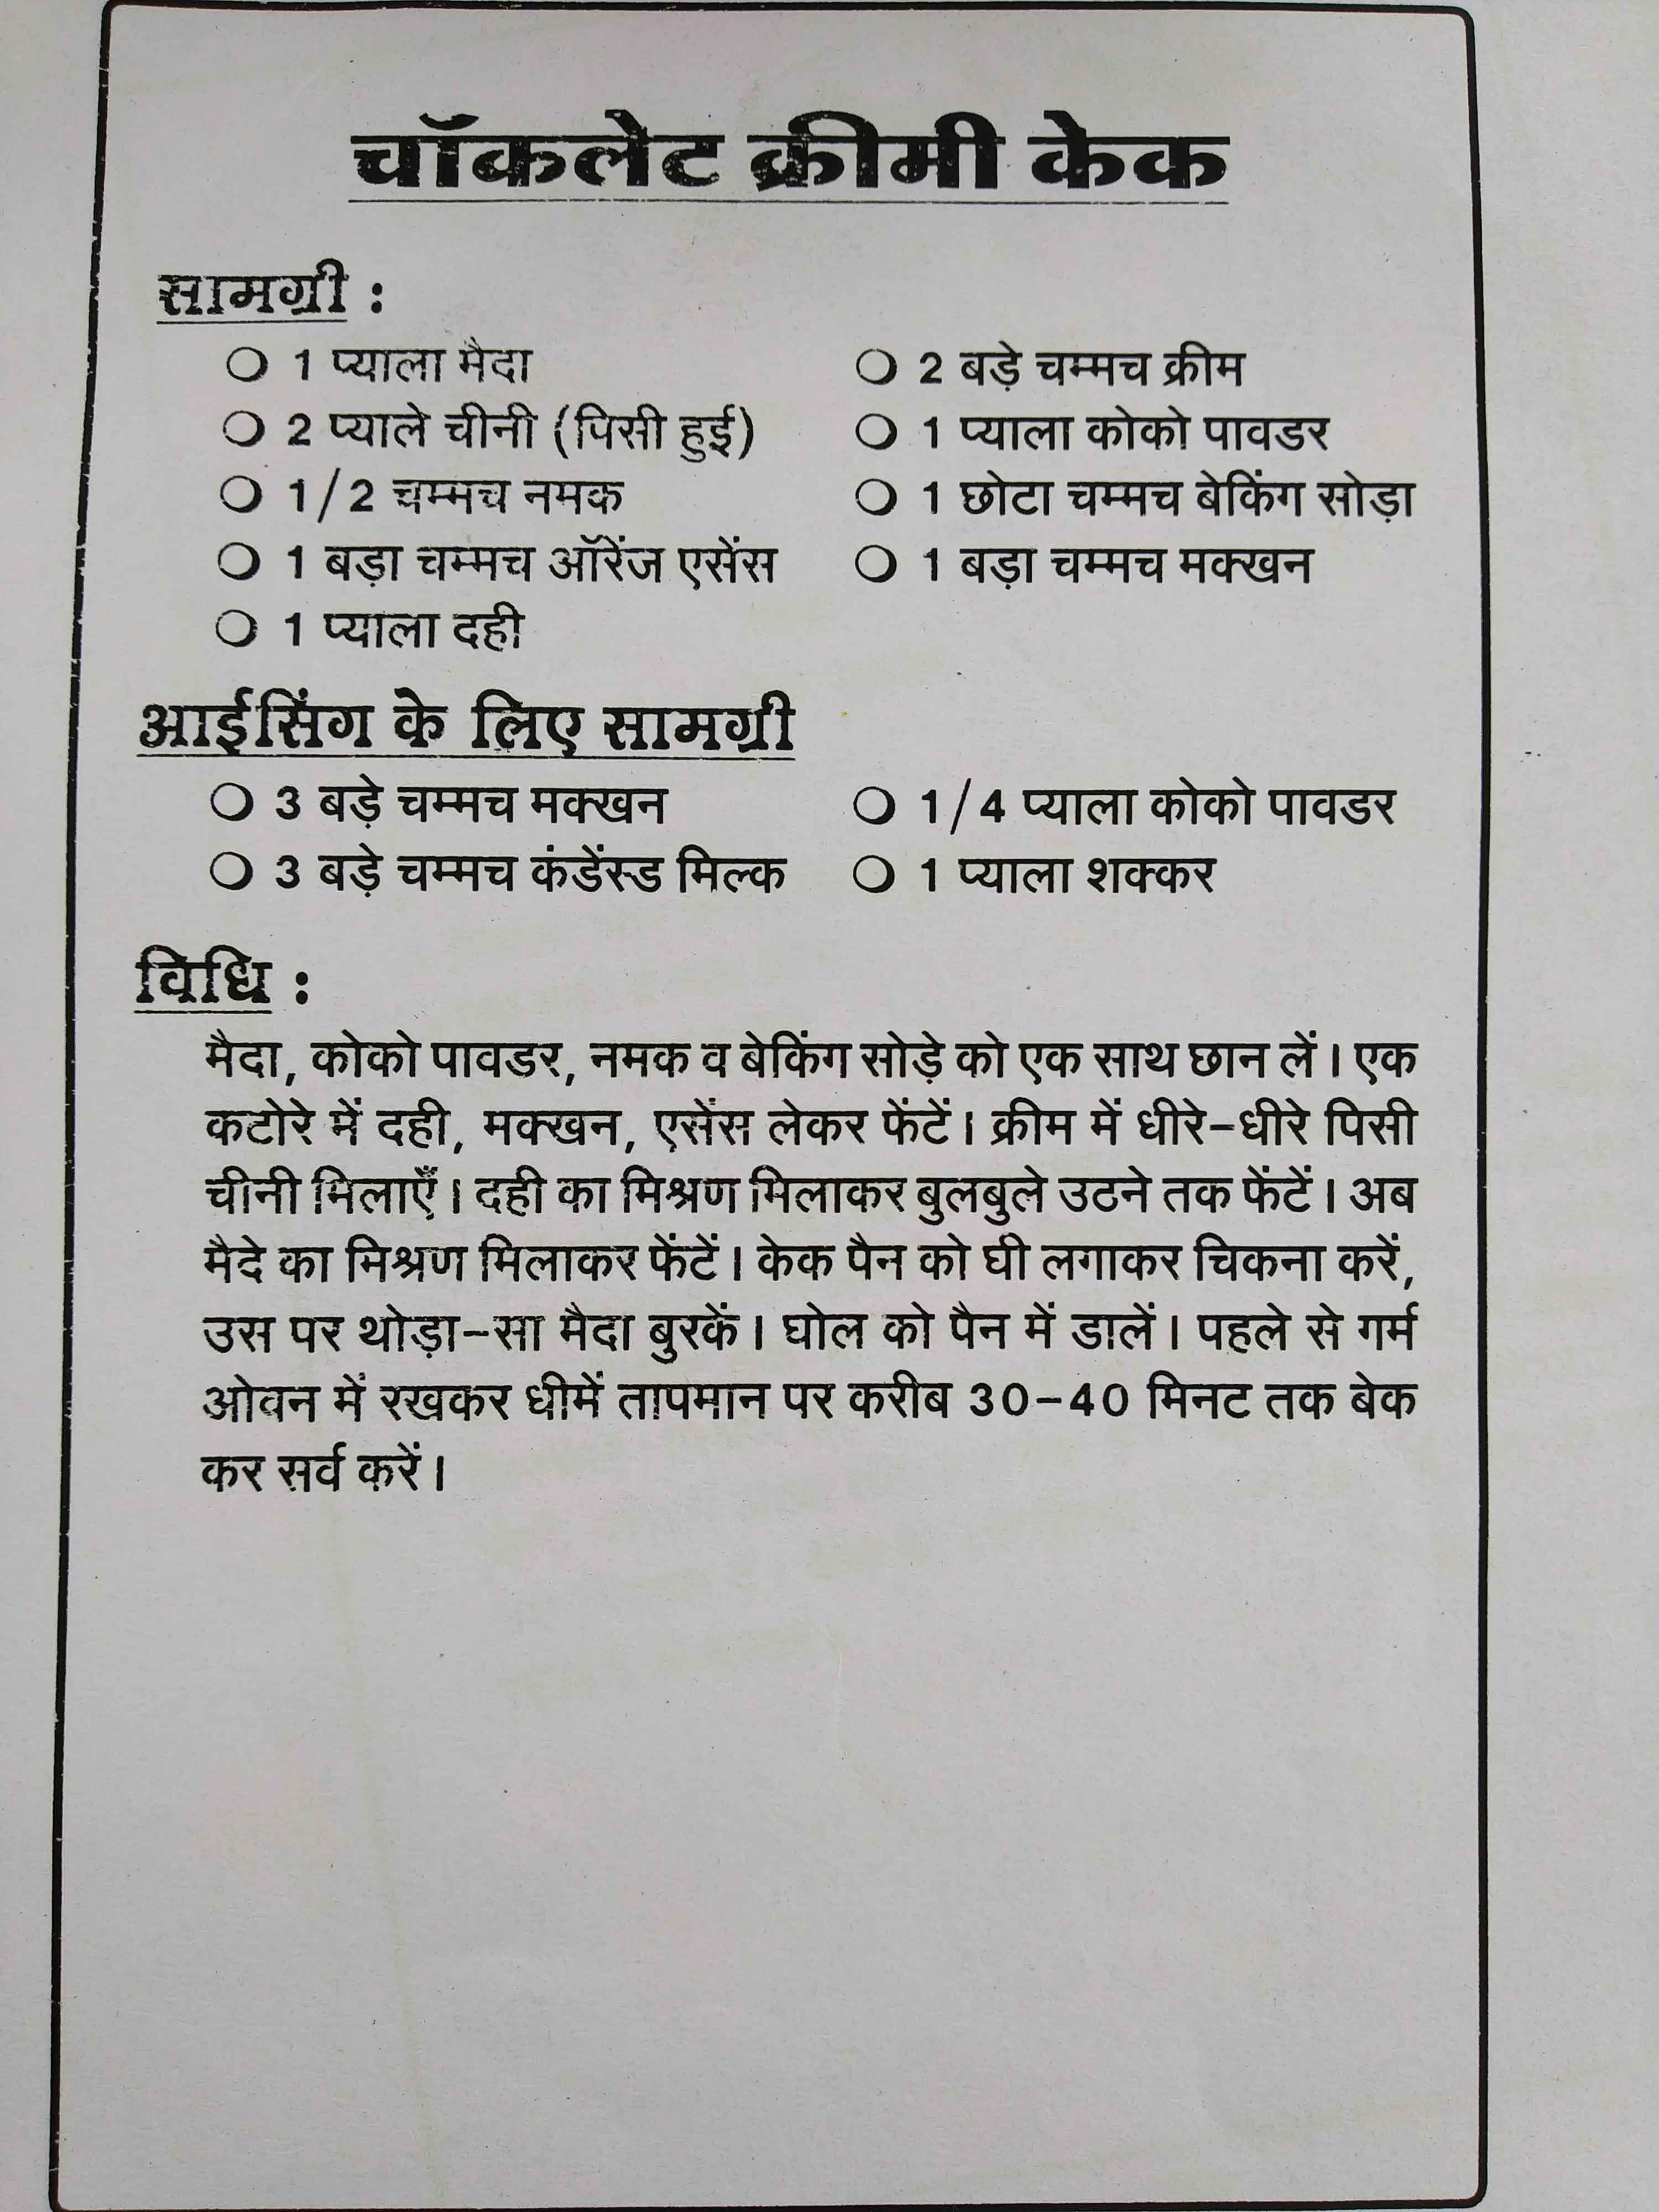 चॉकलेट क्रीमी केक
सामग्री :
○ 1 प्याला मैदा
○ 2 प्याले चीनी (पिसी हुई)
○ 1/2 चम्मच नमक
○ 1 बड़ा चम्मच ऑरेंज एसेंस
○ 1 प्याला दही
○ 2 बड़े चम्मच क्रीम
○ 1 प्याला कोको पावडर
○ 1 छोटा चम्मच बेकिंग सोड़ा
○ 1 बड़ा चम्मच मक्खन
आईसिंग के लिए सामग्री
○ 3 बड़े चम्मच मक्खन
○ 3 बड़े चम्मच कंडेंस्ड मिल्क
○ 1/4 प्याला कोको पावडर
○ 1 प्याला शक्कर
विधि :
मैदा, कोको पावडर, नमक व बेकिंग सोड़े को एक साथ छान लें। एक
कटोरे में दही, मक्खन, एसेंस लेकर फेंटें। क्रीम में धीरे-धीरे पिसी
चीनी मिलाएँ। दही का मिश्रण मिलाकर बुलबुले उठने तक फेंटें। अब
मैदे का मिश्रण मिलाकर फेंटें। केक पैन को घी लगाकर चिकना करें,
उस पर थोड़ा-सा मैदा बुरकें। घोल को पैन में डालें। पहले से गर्म
ओवन में रखकर धीमें तापमान पर करीब 30-40 मिनट तक बेक
कर सर्व करें।